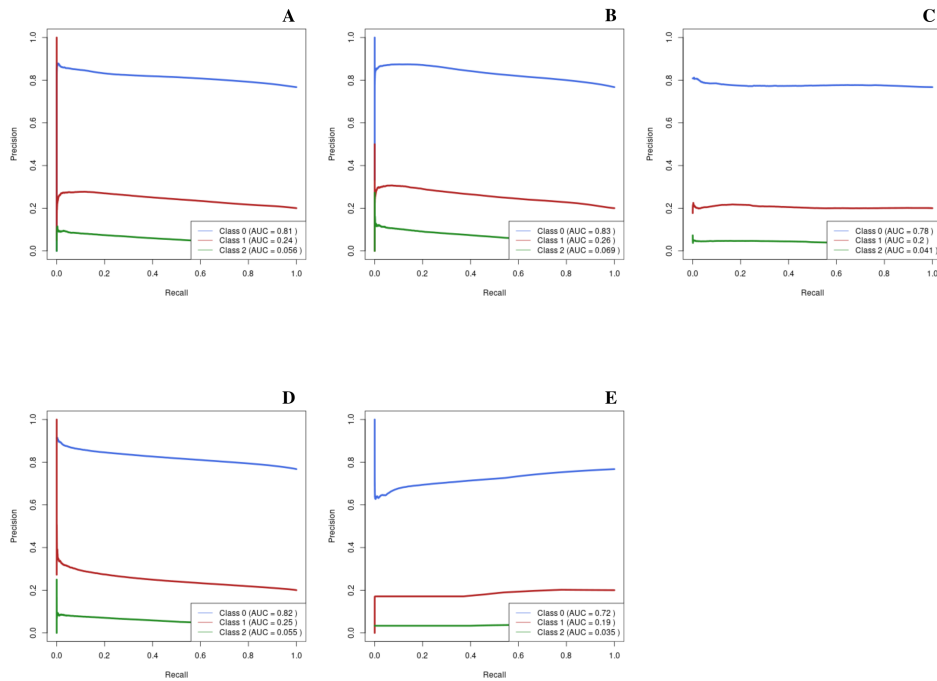 A
1.0
0.8
0.6
0.4
0.2
0.0
Precision
0.0 0.2 0.4 0.6 0.8 1.0
Recall
Class 0 (AUC = 0.81 )
Class 1 (AUC = 0.24 )
Class 2 (AUC = 0.056 )
B
1.0
0.8
0.6
0.4
0.2
0.0
Precision
0.0 0.2 0.4 0.6 0.8 1.0
Recall
Class 0 (AUC = 0.83 )
Class 1 (AUC = 0.26 )
Class 2 (AUC = 0.069 )
C
1.0
0.8
0.6
0.4
0.2
0.0
Precision
0.0 0.2 0.4 0.6 0.8 1.0
Recall
Class 0 (AUC = 0.78 )
Class 1 (AUC = 0.2 )
Class 2 (AUC = 0.041 )
D
1.0
0.8
0.6
0.4
0.2
0.0
Precision
0.0 0.2 0.4 0.6 0.8 1.0
Recall
Class 0 (AUC = 0.82 )
Class 1 (AUC = 0.25 )
Class 2 (AUC = 0.055 )
E
1.0
0.8
0.6
0.4
0.2
0.0
Precision
0.0 0.2 0.4 0.6 0.8 1.0
Recall
Class 0 (AUC = 0.72 )
Class 1 (AUC = 0.19 )
Class 2 (AUC = 0.035 )